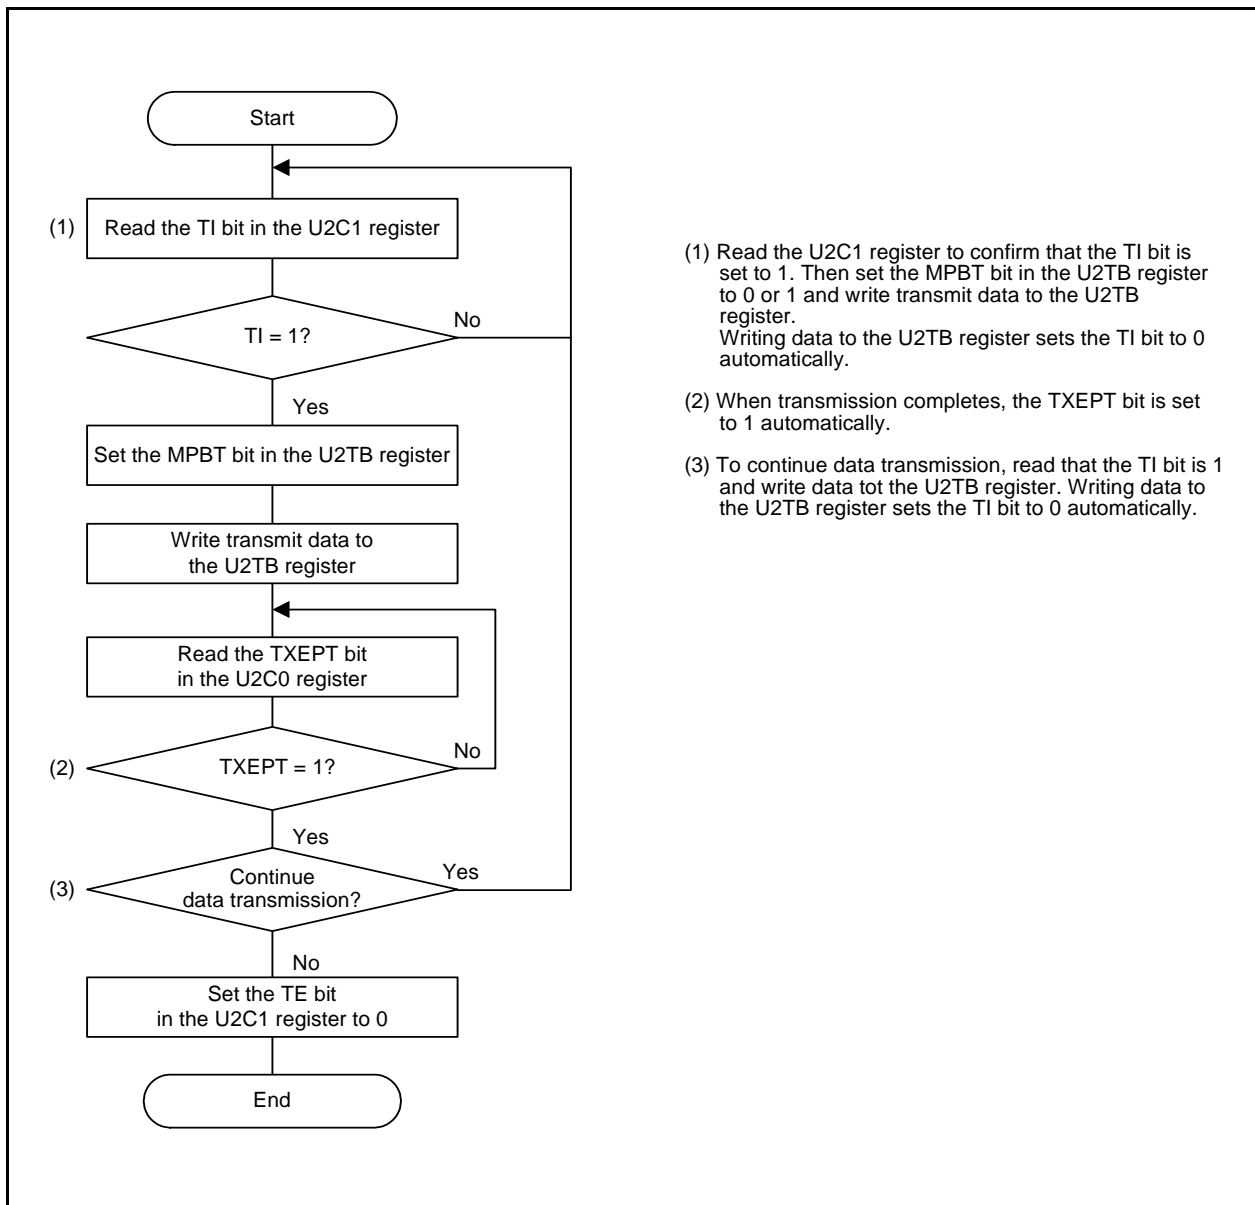 Start
(1)
Read the TI bit in the U2C1 register
TI = 1?
No
Yes
Set the MPBT bit in the U2TB register
Write transmit data to
the U2TB register
Read the TXEPT bit
in the U2C0 register
(2)
TXEPT = 1?
No
Yes
(3)
Continue
data transmission?
Yes
No
Set the TE bit
in the U2C1 register to 0
End
(1) Read the U2C1 register to confirm that the TI bit is
set to 1. Then set the MPBT bit in the U2TB register
to 0 or 1 and write transmit data to the U2TB
register.
Writing data to the U2TB register sets the TI bit to 0
automatically.
(2) When transmission completes, the TXEPT bit is set
to 1 automatically.
(3) To continue data transmission, read that the TI bit is 1
and write data tot the U2TB register. Writing data to
the U2TB register sets the TI bit to 0 automatically.